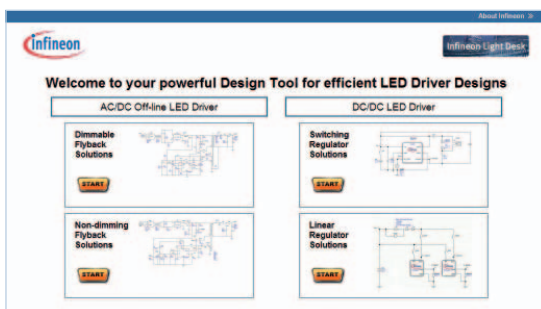 About Infineon
infineon
Infineon Light Desk
Welcome to your powerful Design Tool for efficient LED Driver Designs
AC/DC Off-line LED Driver
DC/DC LED Driver
Dimmable
Flyback
Solutions
START
Switching
Regulator
Solutions
START
Non-dimming
Flyback
Solutions
START
Linear
Regulator
Solutions
START